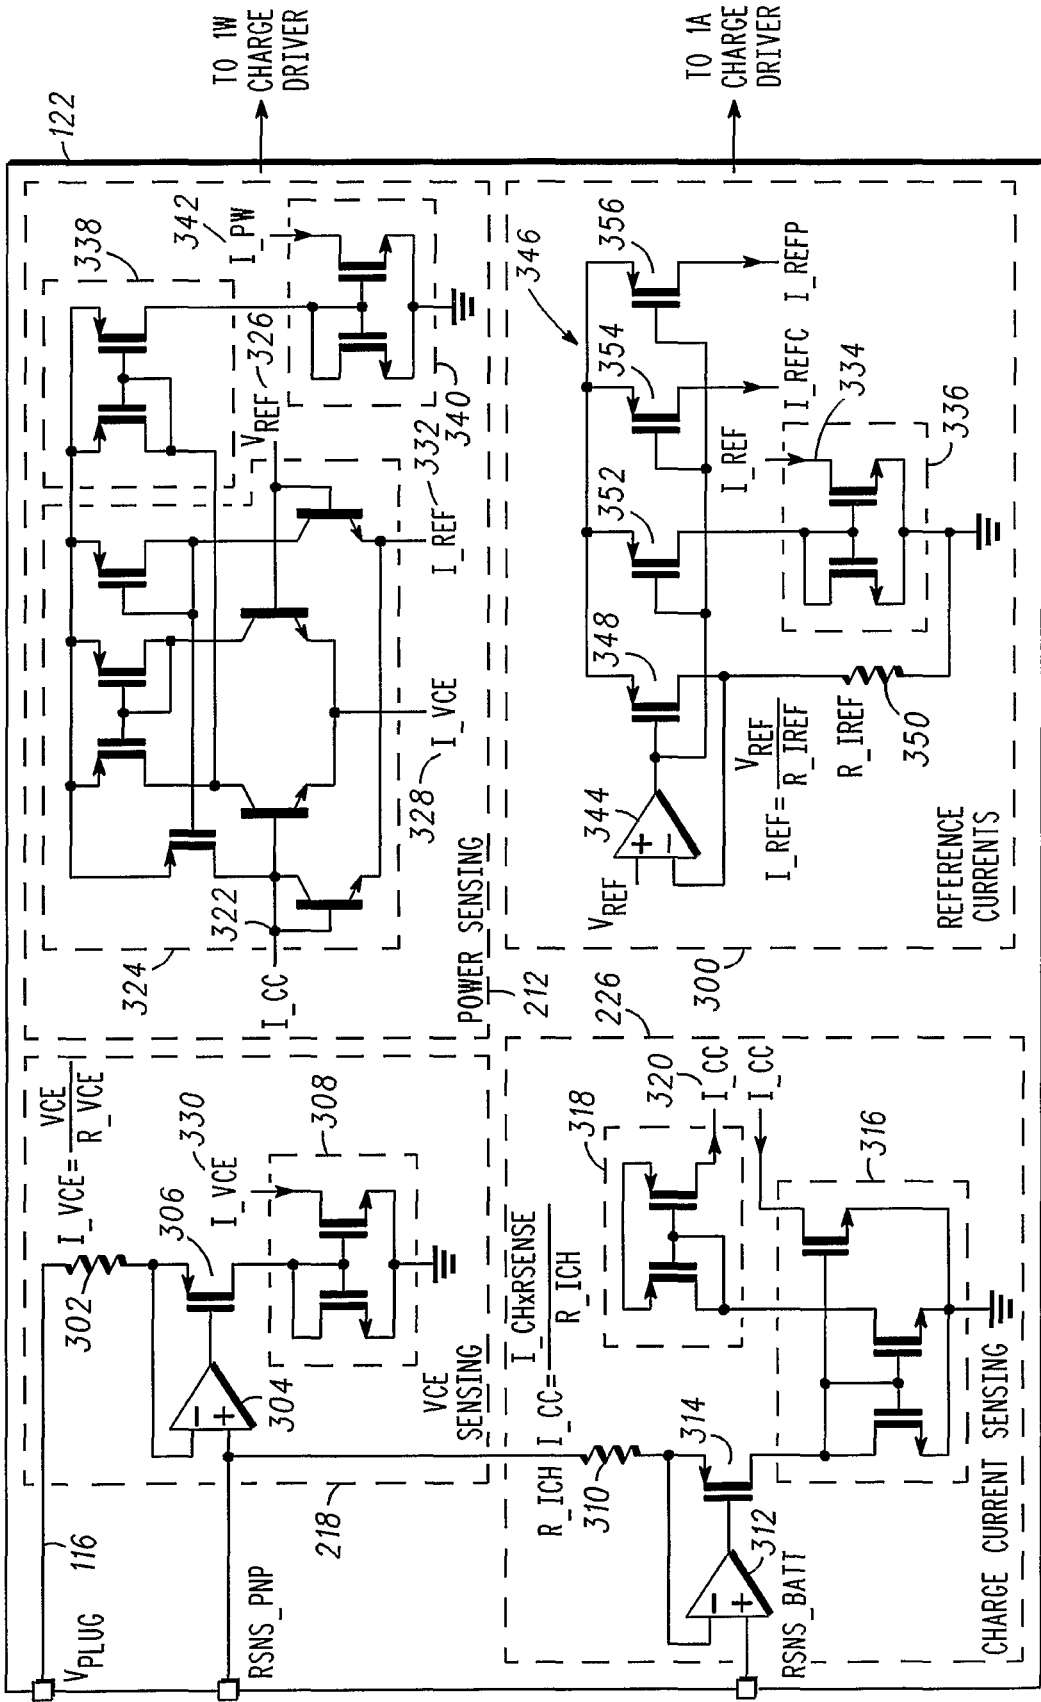 122
TO 1W
CHARGE
DRIVER
TO 1A
CHARGE
DRIVER
V_PLUG
116
RSNS_PNP
RSNS_BATT
218
302
I_VCE = VCE
R_VCE
306
330
I_VCE
308
304
VCE
SENSING
324
322
I_CC
POWER SENSING
212
328
I_VCE
I_REF
332
V_REF
326
338
342
I_PW
340
R_ICH
310
I_CC = I_CHxRSENSE
R_ICH
314
312
318
320
I_CC
I_CC
316
226
CHARGE CURRENT SENSING
300
V_REF
344
348
352
354
356
346
I_REF = V_REF
R_IREF
R_IREF
350
I_REF
334
336
I_REFC
I_REFP
REFERENCE
CURRENTS